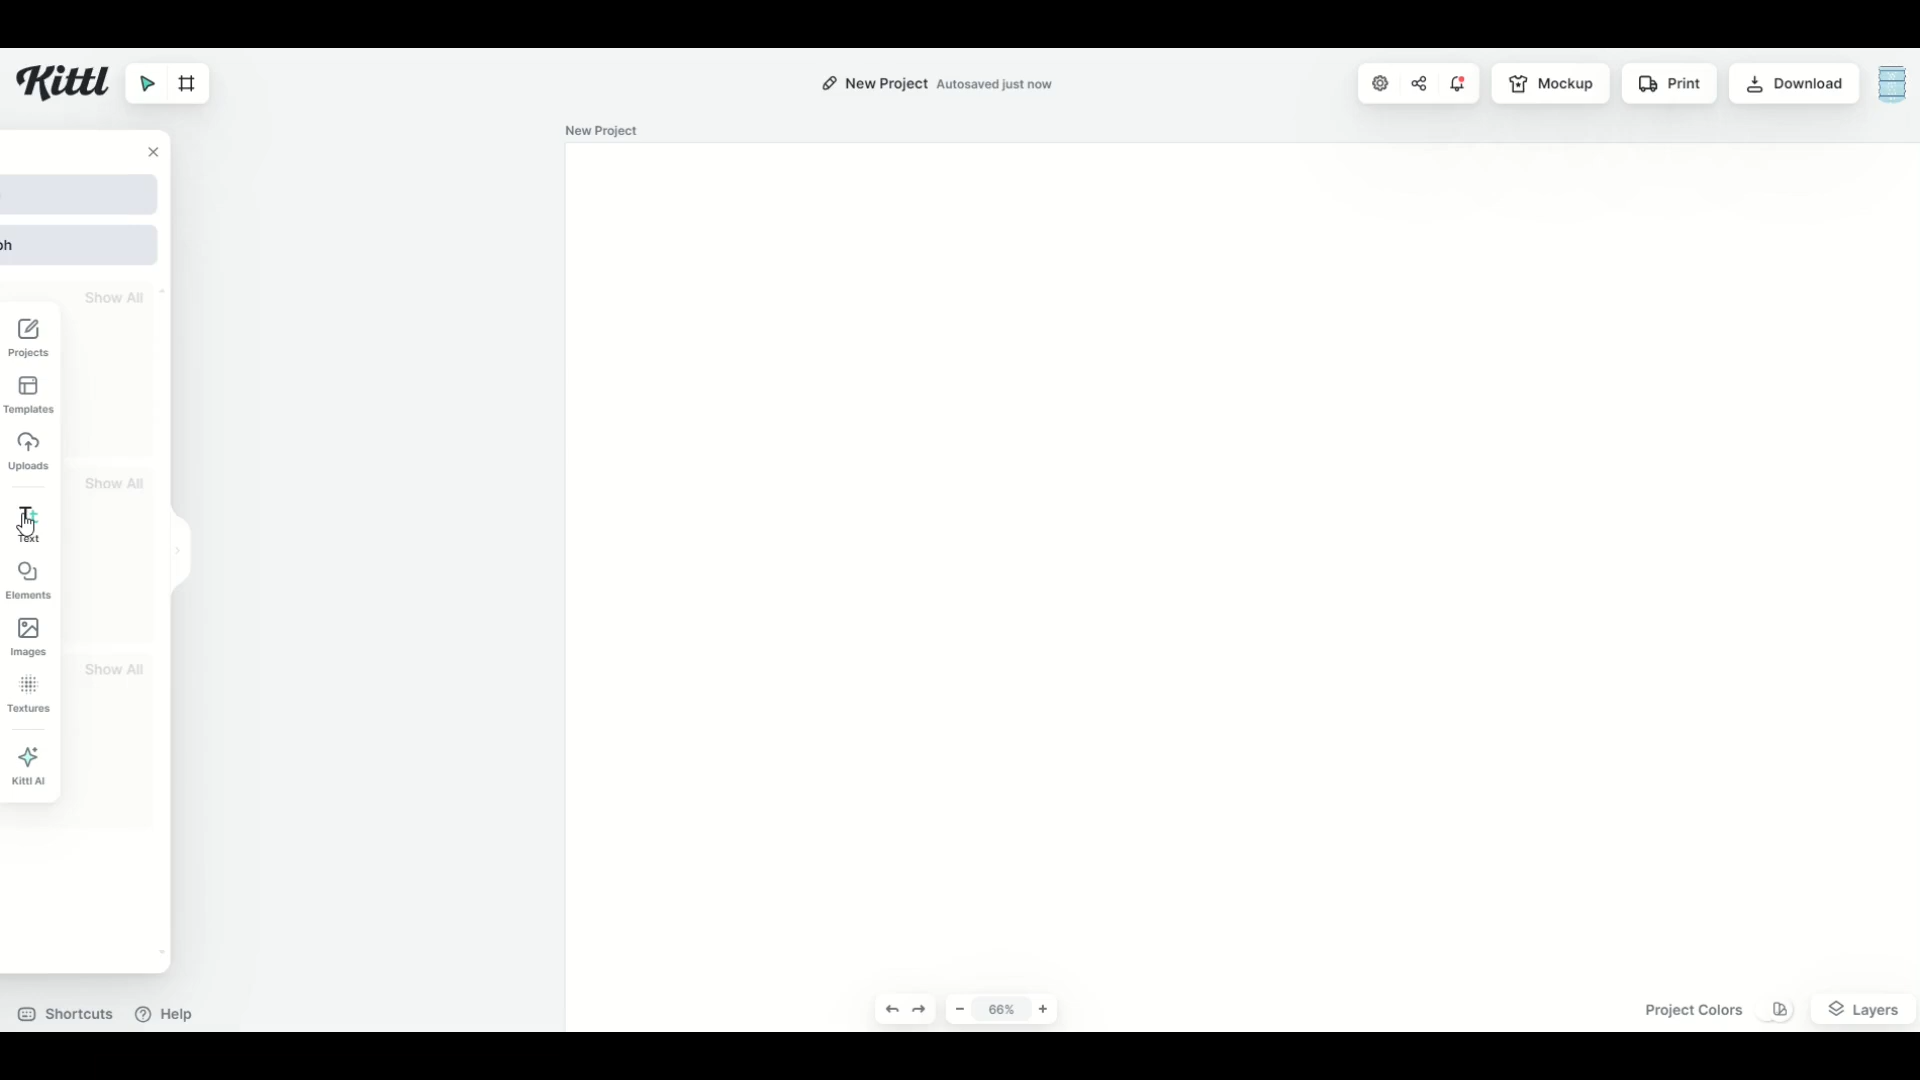 Kittl
New Project Autosaved just now
Mockup
Print
Download
New Project
ph
Show All
Projects
Templates
Uploads
Show All
Text
Elements
Images
Show All
Textures
Kittl AI
Shortcuts
Help
66%
Project Colors
Layers